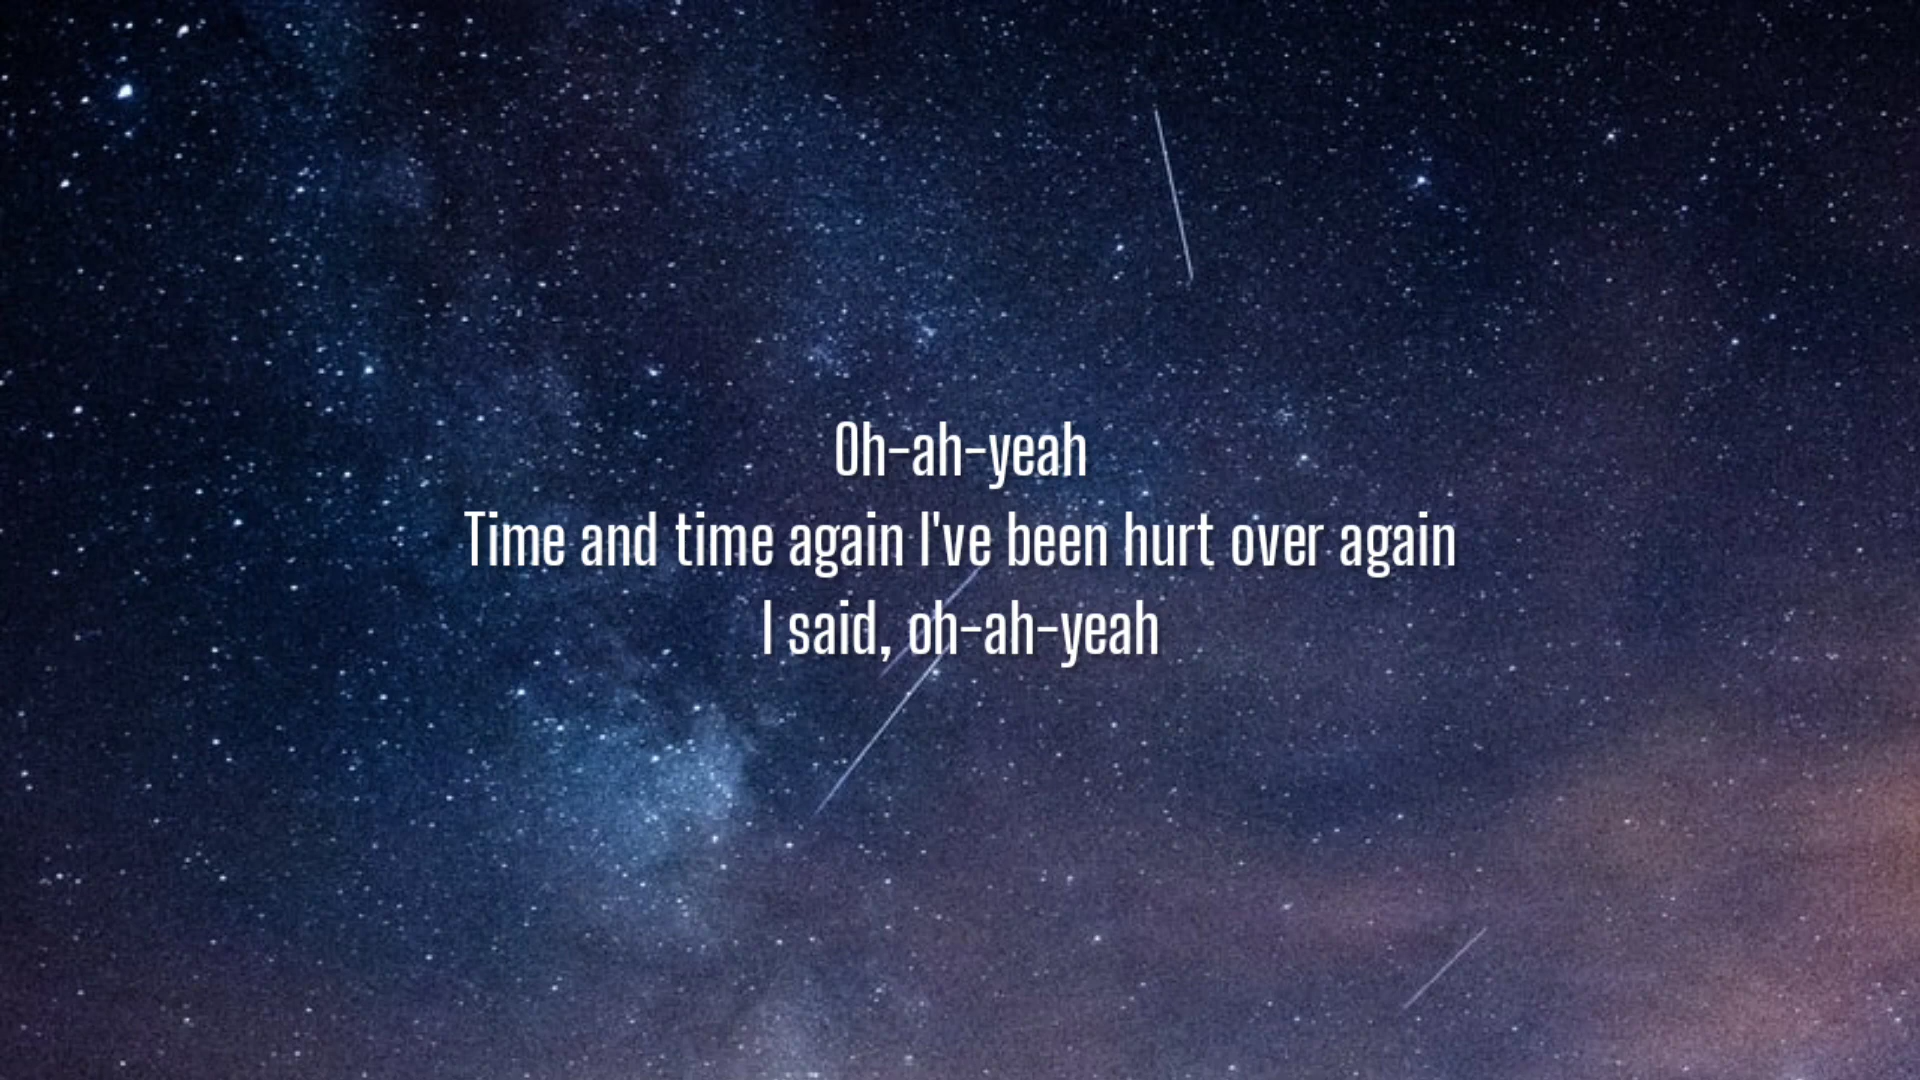 Oh-ah-yeah
Time and time again I've been hurt over again
I said, oh-ah-yeah